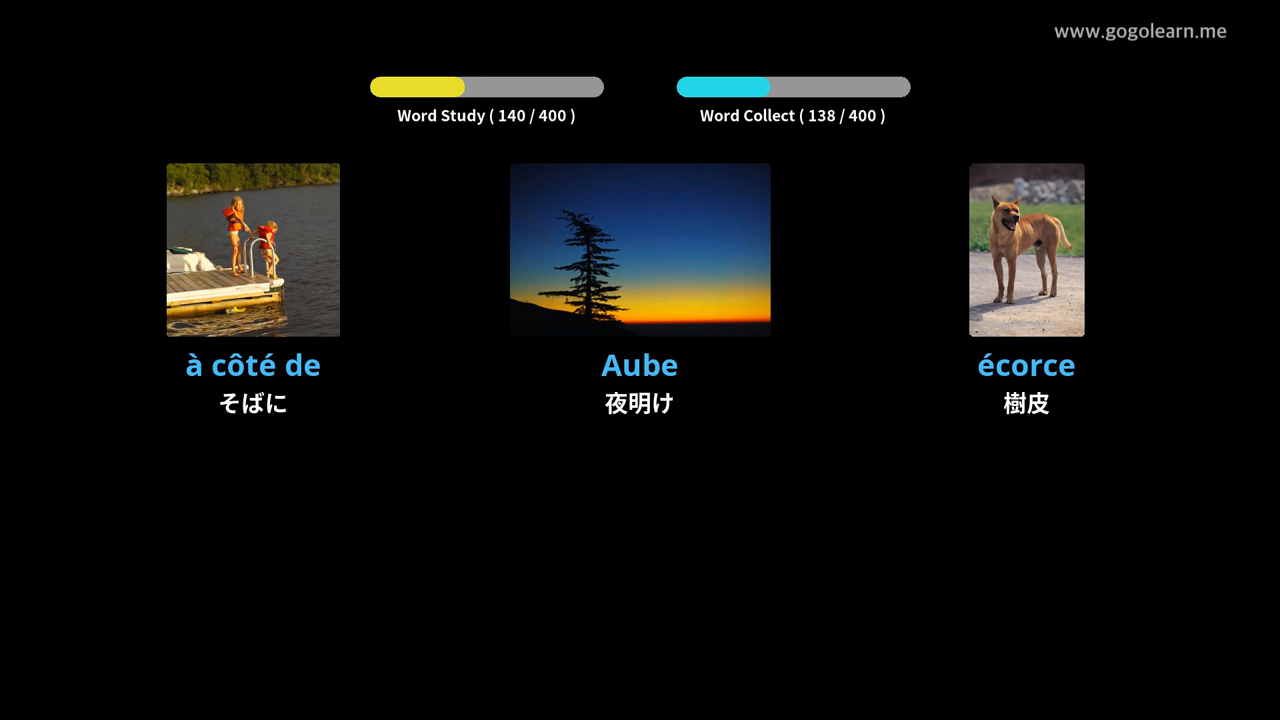 www.gogolearn.me
Word Study ( 140 / 400 )
Word Collect ( 138 / 400 )
à côté de
そばに
Aube
夜明け
écorce
樹皮